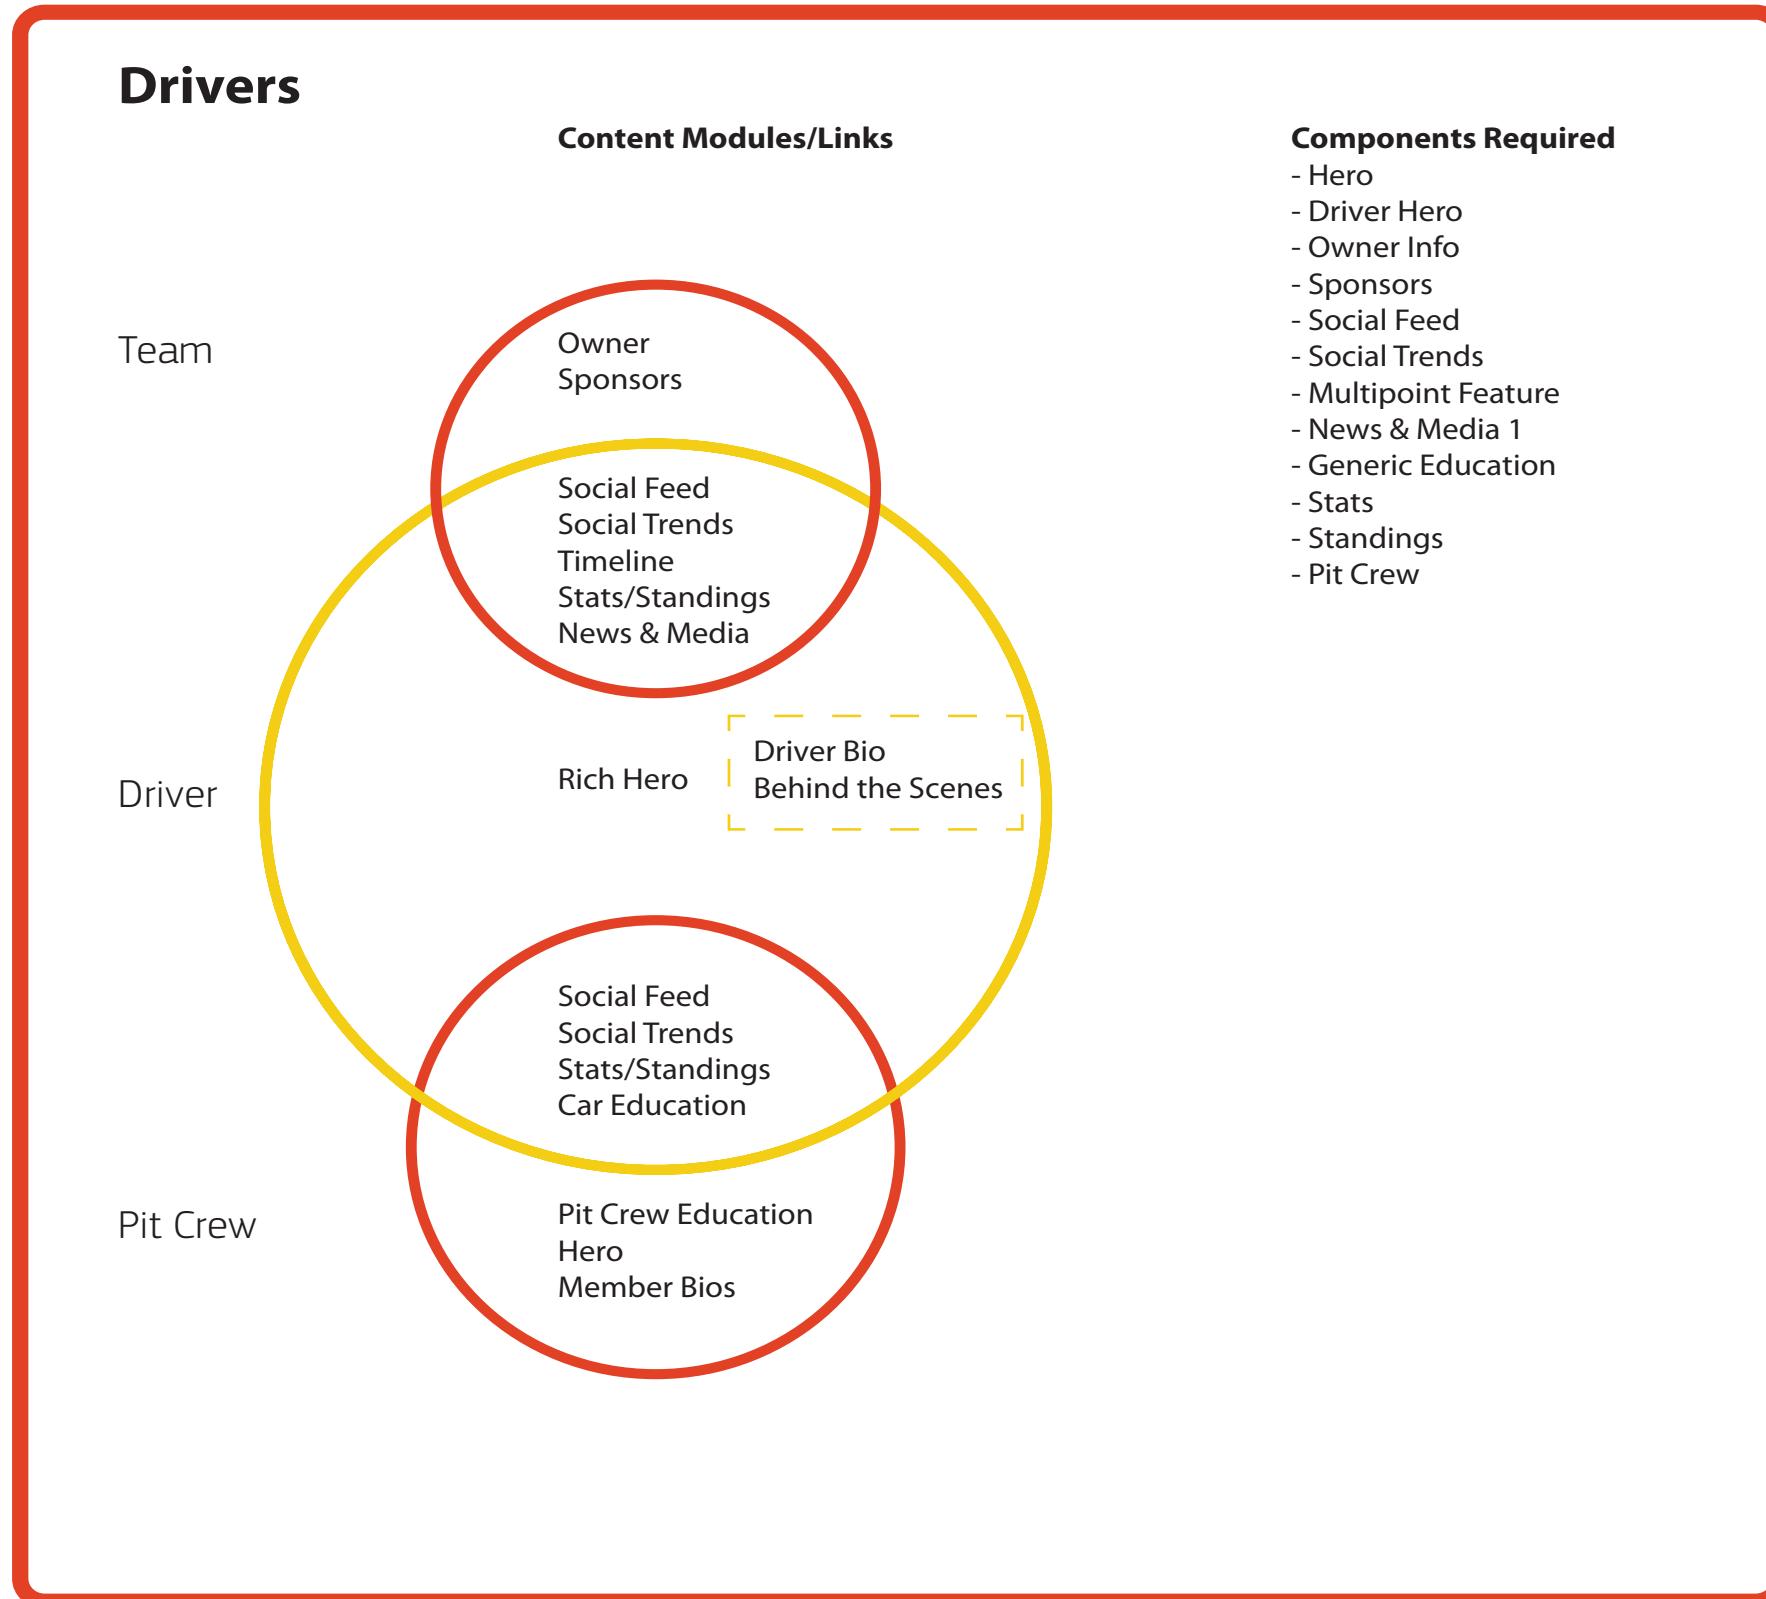 Drivers
Content Modules/Links
Team
Owner
Sponsors
Social Feed
Social Trends
Timeline
Stats/Standings
News & Media
Driver
Rich Hero
Driver Bio
Behind the Scenes
Social Feed
Social Trends
Stats/Standings
Car Education
Pit Crew
Pit Crew Education
Hero
Member Bios
Components Required
- Hero
- Driver Hero
- Owner Info
- Sponsors
- Social Feed
- Social Trends
- Multipoint Feature
- News & Media 1
- Generic Education
- Stats
- Standings
- Pit Crew